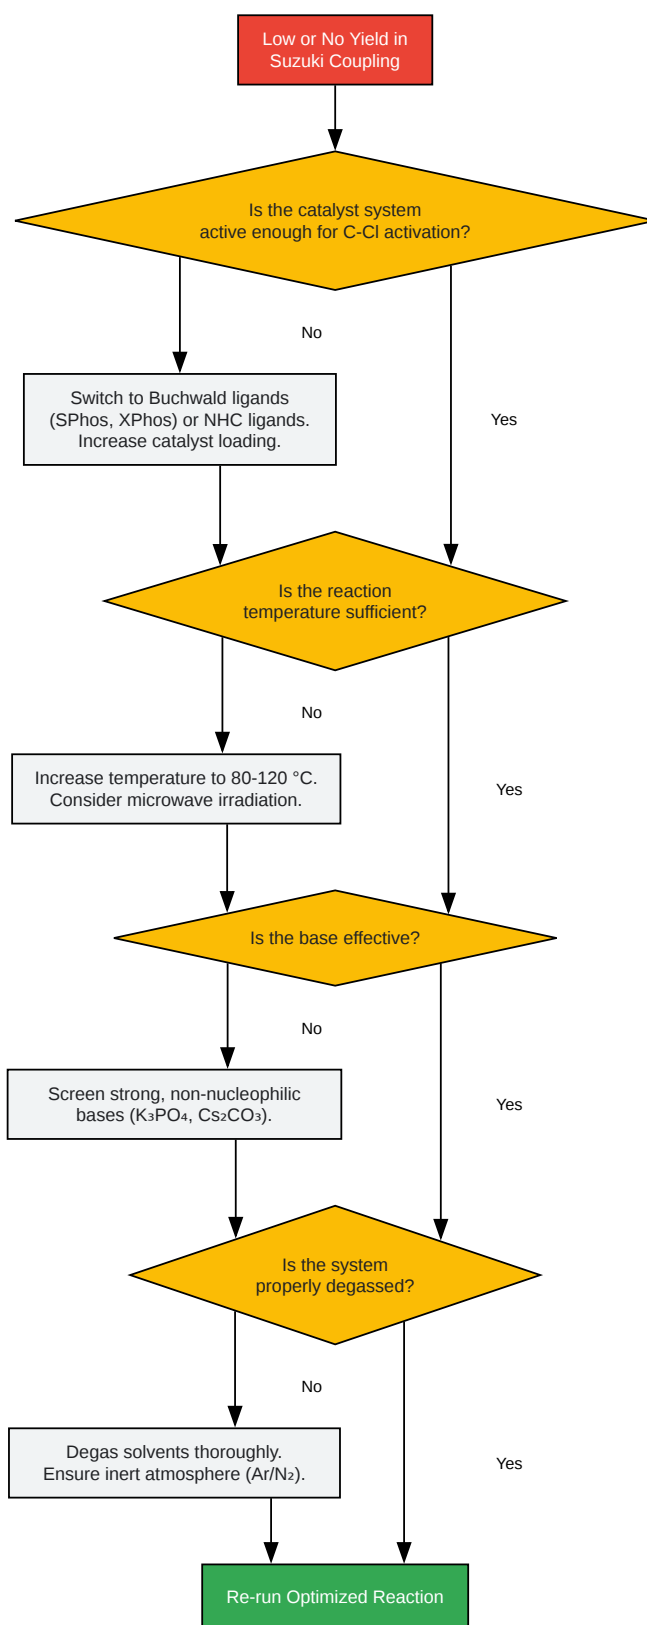 Low or No Yield in
Suzuki Coupling
Is the catalyst system
active enough for C-Cl activation?
No
Switch to Buchwald ligands
(SPhos, XPhos) or NHC ligands.
Increase catalyst loading.
Yes
Is the reaction
temperature sufficient?
No
Increase temperature to 80-120 °C.
Consider microwave irradiation.
Yes
Is the base effective?
No
Screen strong, non-nucleophilic
bases (K₃PO₄, Cs₂CO₃).
Yes
Is the system
properly degassed?
No
Degas solvents thoroughly.
Ensure inert atmosphere (Ar/N₂).
Yes
Re-run Optimized Reaction